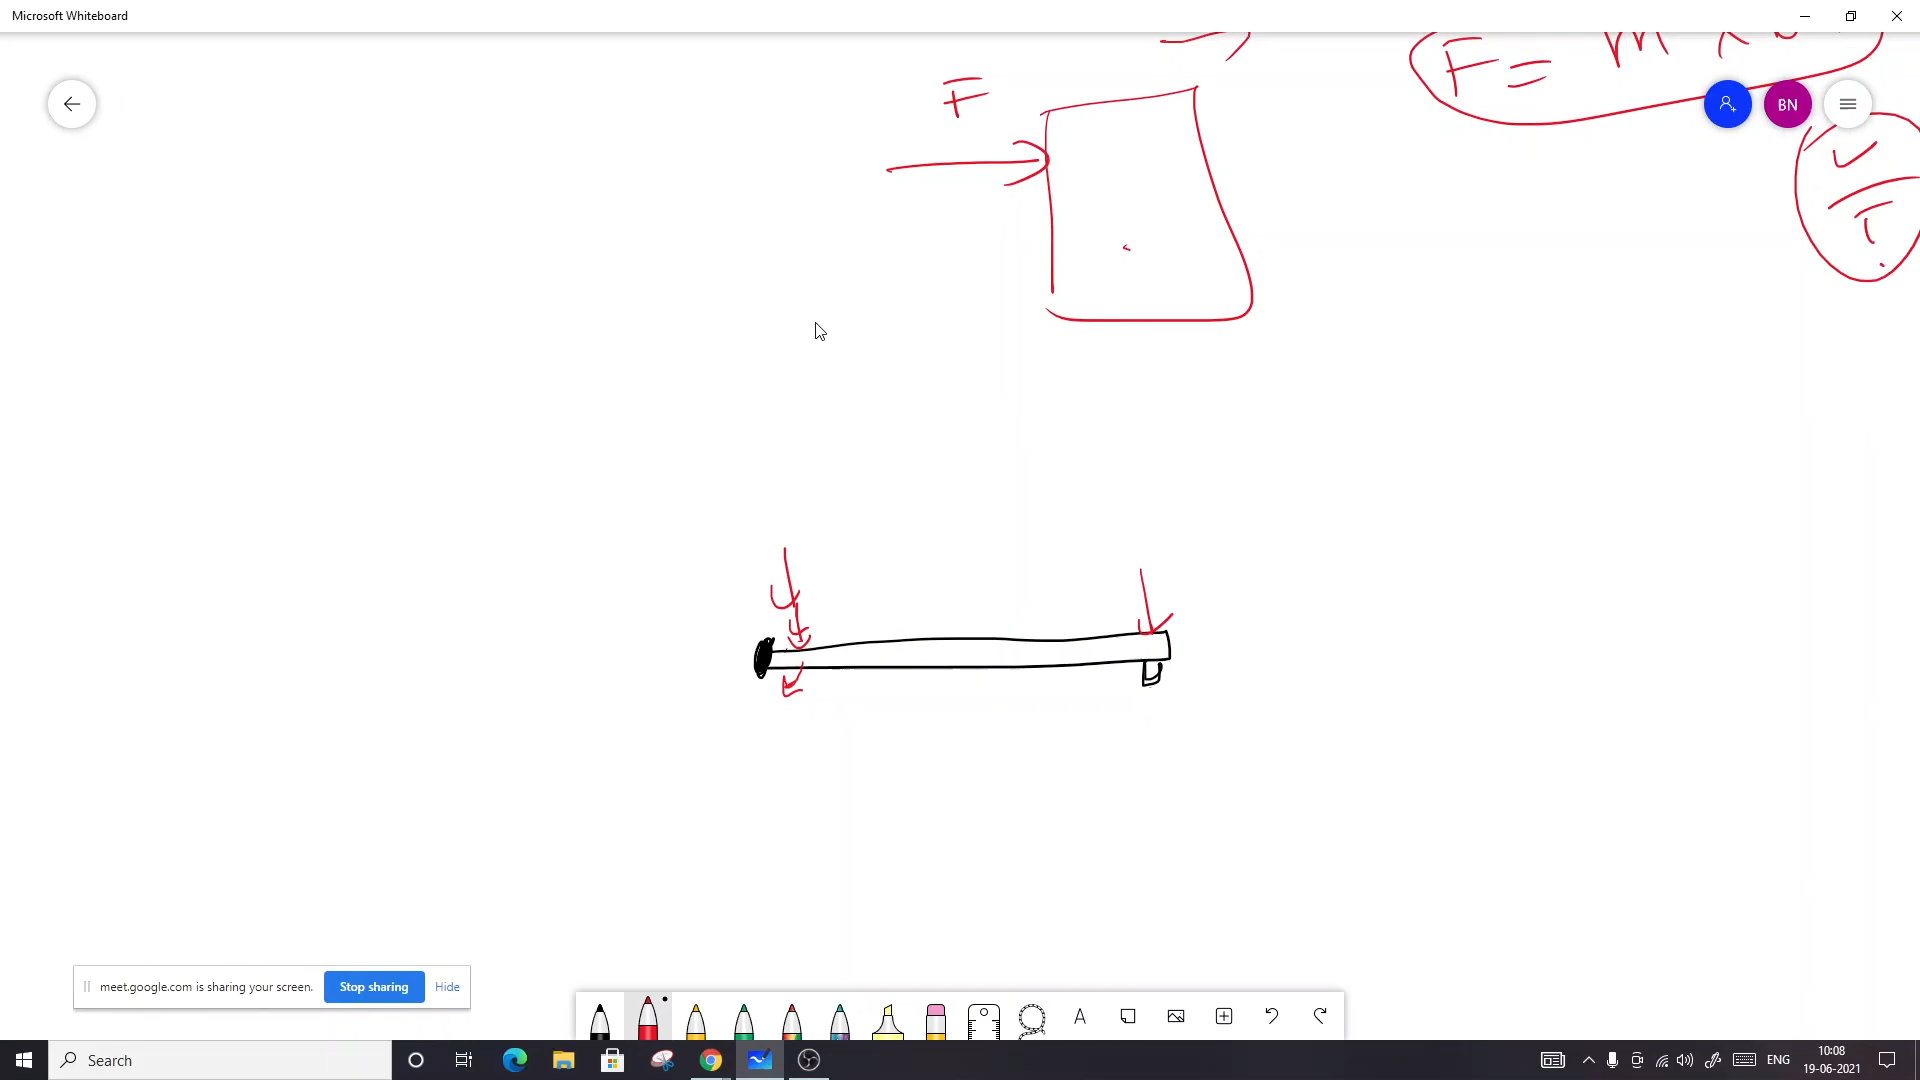 Microsoft Whiteboard
F = m
F
BN
V
T
meet.google.com is sharing your screen.
Stop sharing
Hide
A
Search
ENG
10:08
19-06-2021